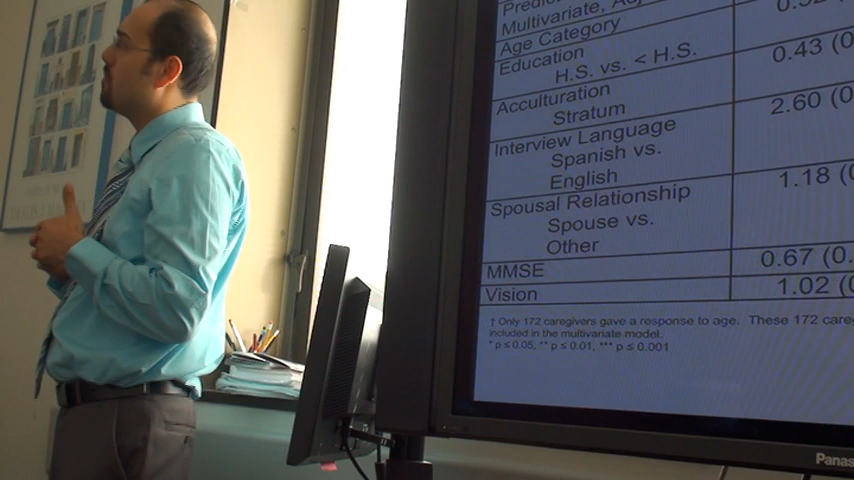 Multivariate,
Age Category
Education
H.S. vs. < H.S.
0.43 (0
Acculturation
Stratum
2.60 (0
Interview Language
Spanish vs.
English
1.18 (
Spousal Relationship
Spouse vs.
Other
MMSE
0.67 (0.
Vision
1.02 (0
† Only 172 caregivers gave a response to age. These 172 care
included in the multivariate model.
* p ≤ 0.05, ** p ≤ 0.01, *** p ≤ 0.001
Panas